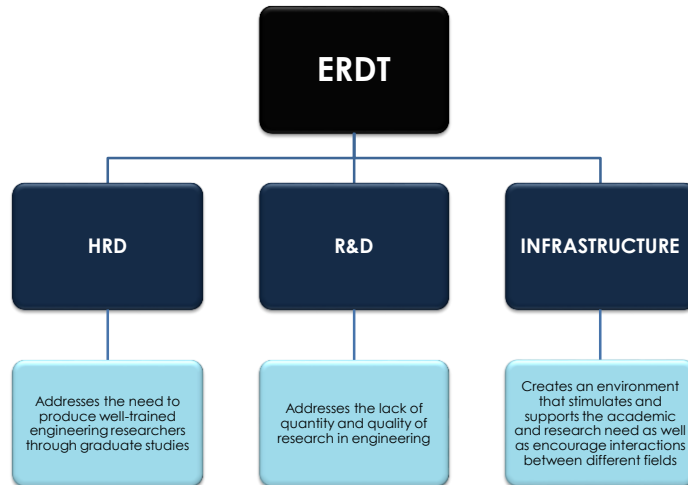 ERDT
HRD
R&D
INFRASTRUCTURE
Addresses the need to
produce well-trained
engineering researchers
through graduate studies
Addresses the lack of
quantity and quality of
research in engineering
Creates an environment
that stimulates and
supports the academic
and research need as well
as encourage interactions
between different fields